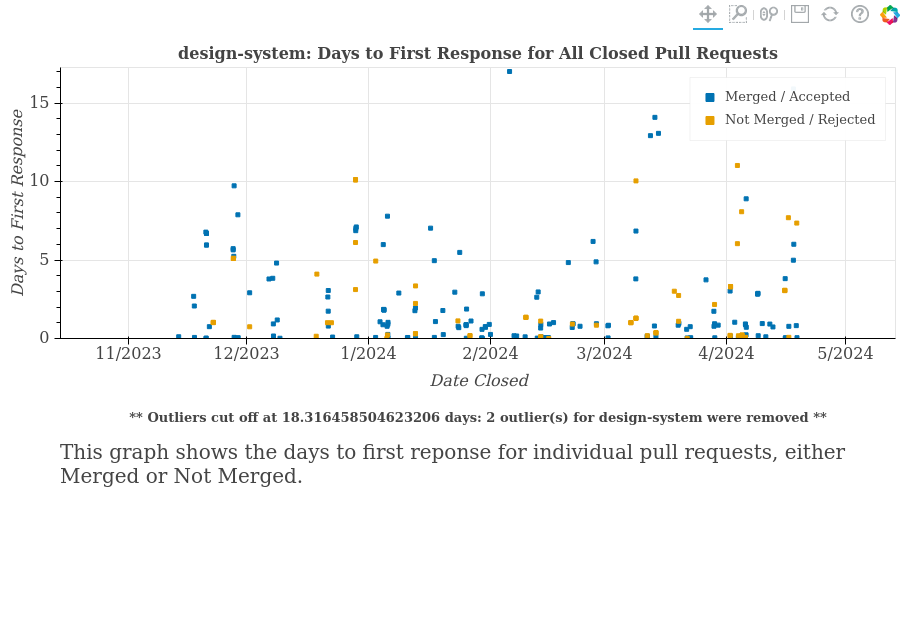 design-system: Days to First Response for All Closed Pull Requests
Merged / Accepted
Not Merged / Rejected
Days to First Response
15
10
5
0
11/2023 12/2023 1/2024 2/2024 3/2024 4/2024 5/2024
Date Closed
** Outliers cut off at 18.316458504623206 days: 2 outlier(s) for design-system were removed **
This graph shows the days to first reponse for individual pull requests, either
Merged or Not Merged.